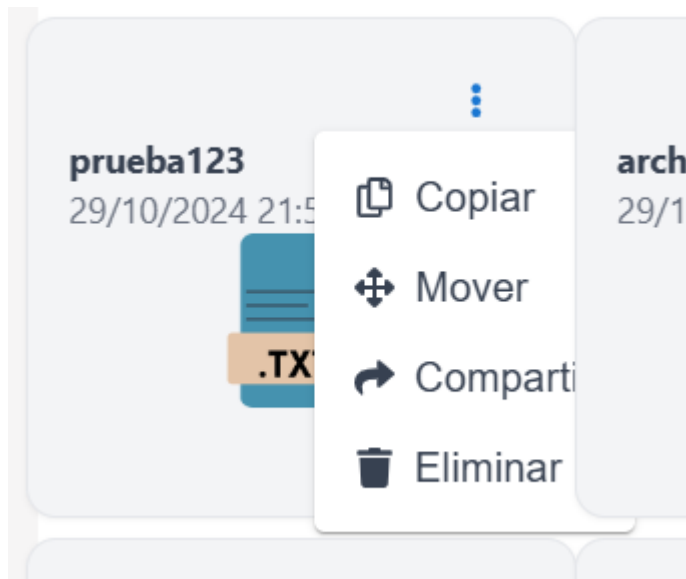 prueba123
29/10/2024 21:5
.TX
Copiar
Mover
Comparti
Eliminar
arch
29/1